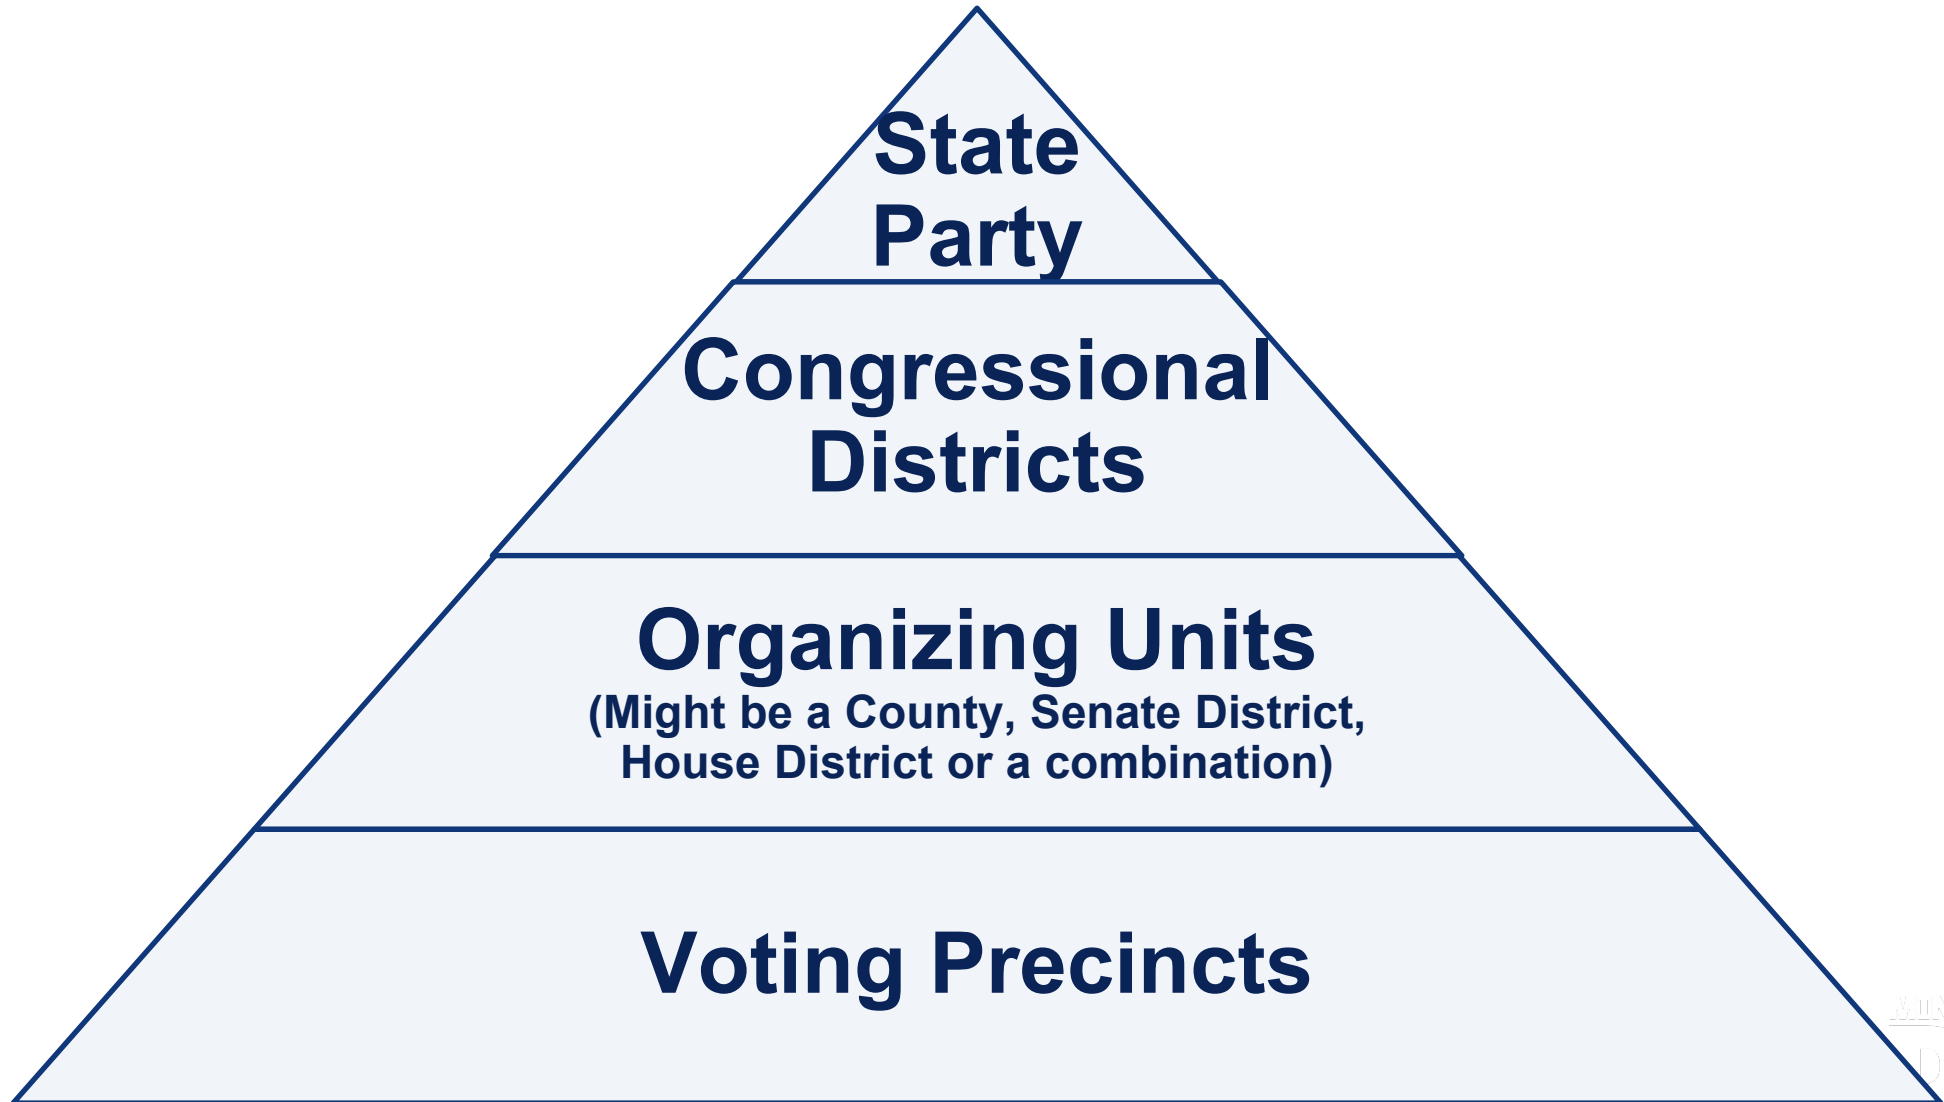 State
Party
Congressional
Districts
Organizing Units
(Might be a County, Senate District,
House District or a combination)
Voting Precincts